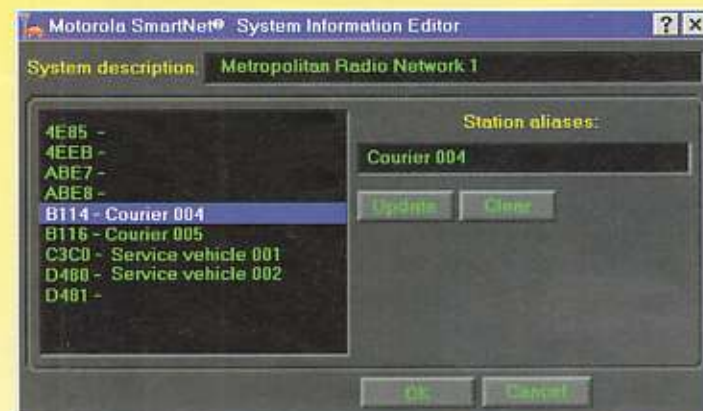 Motorola SmartNet® System Information Editor
System description: Metropolitan Radio Network 1
4E85 -
4EEB -
ABE7 -
ABE8 -
B114 - Courier 004
B116 - Courier 005
C3C0 - Service vehicle 001
D480 - Service vehicle 002
D481 -
Station aliases:
Courier 004
Update Clear
OK Cancel